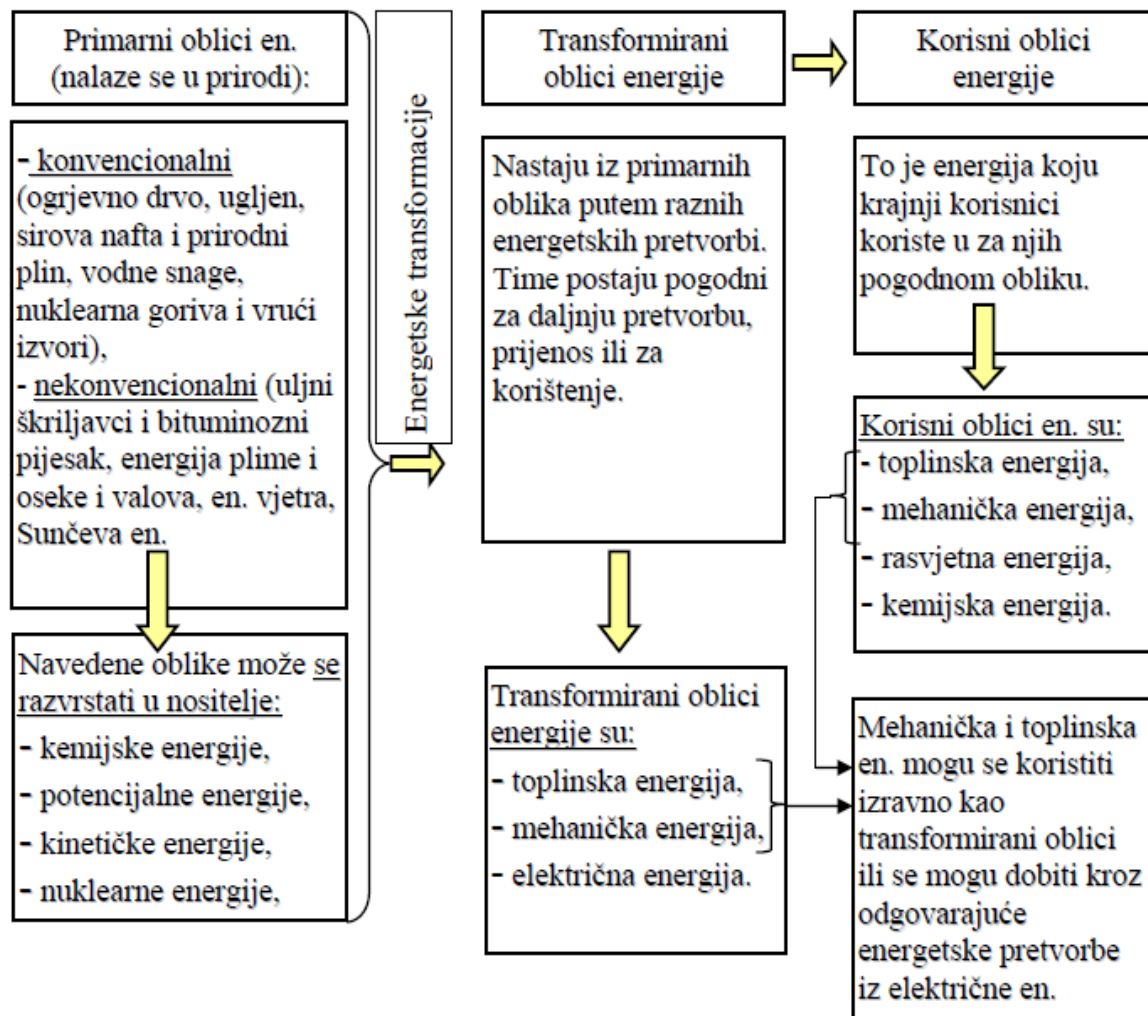 Primarni oblici en.
(nalaze se u prirodi):
- konvencionalni
(ogrjevno drvo, ugljen,
sirova nafta i prirodni
plin, vodne snage,
nuklearna goriva i vrući
izvori),
- nekonvencionalni (uljni
škriljavci i bituminozni
pijesak, energija plime i
oseke i valova, en. vjetra,
Sunčeva en.
Navedene oblike može se
razvrstati u nositelje:
- kemijske energije,
- potencijalne energije,
- kinetičke energije,
- nuklearne energije,
Energetske transformacije
Transformirani
oblici energije
Nastaju iz primarnih
oblika putem raznih
energetskih pretvorbi.
Time postaju pogodni
za daljnju pretvorbu,
prijenos ili za
korištenje.
Transformirani oblici
energije su:
- toplinska energija,
- mehanička energija,
- električna energija.
Korisni oblici
energije
To je energija koju
krajnji korisnici
koriste u za njih
pogodnom obliku.
Korisni oblici en. su:
- toplinska energija,
- mehanička energija,
- rasvjetna energija,
- kemijska energija.
Mehanička i toplinska
en. mogu se koristiti
izravno kao
transformirani oblici
ili se mogu dobiti kroz
odgovarajuće
energetske pretvorbe
iz električne en.